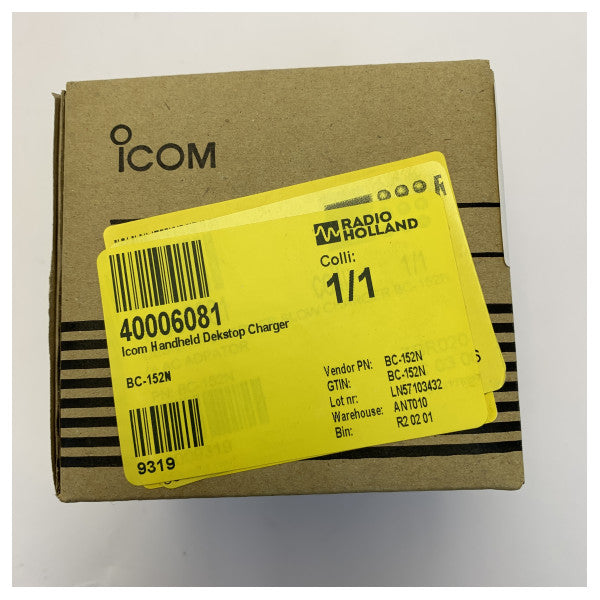 ICOM
RADIO
HOLLAND
Colli:
1/1
40006081
Icom Handheld Dekstop Charger
BC-152N
Vendor PN: BC-152N
GTIN: BC-152N
Lot nr: LN57103432
Warehouse: ANT010
Bin: R2 02 01
9319